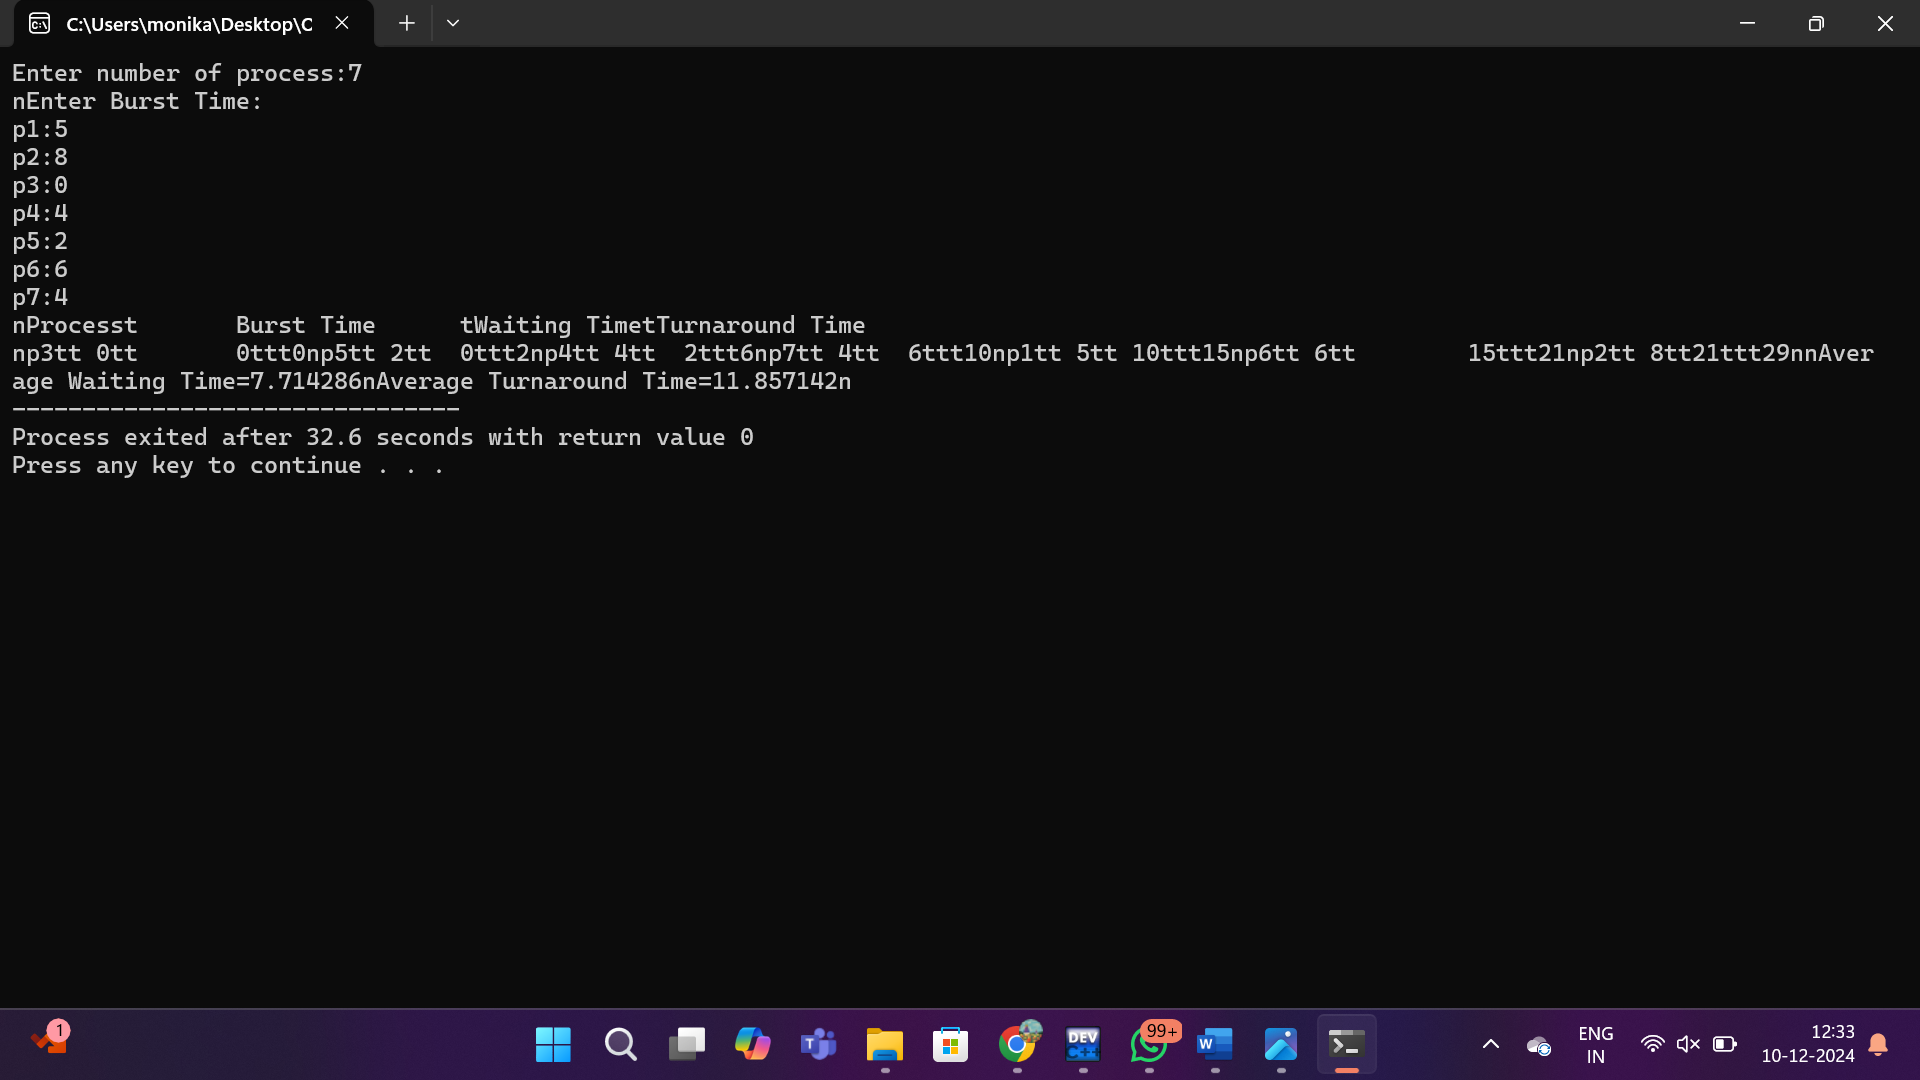 C:\Users\monika\Desktop\C
Enter number of process:7
nEnter Burst Time:
p1:5
p2:8
p3:0
p4:4
p5:2
p6:6
p7:4
nProcesst       Burst Time      tWaiting TimetTurnaround Time
np3tt 0tt       0ttt0np5tt 2tt  0ttt2np4tt 4tt  2ttt6np7tt 4tt  6ttt10np1tt 5tt 10ttt15np6tt 6tt        15ttt21np2tt 8tt21ttt29nnAver
age Waiting Time=7.714286nAverage Turnaround Time=11.857142n
--------------------------------
Process exited after 32.6 seconds with return value 0
Press any key to continue . . .
1
T
DEV
C++
99+
W
ENG
IN
12:33
10-12-2024